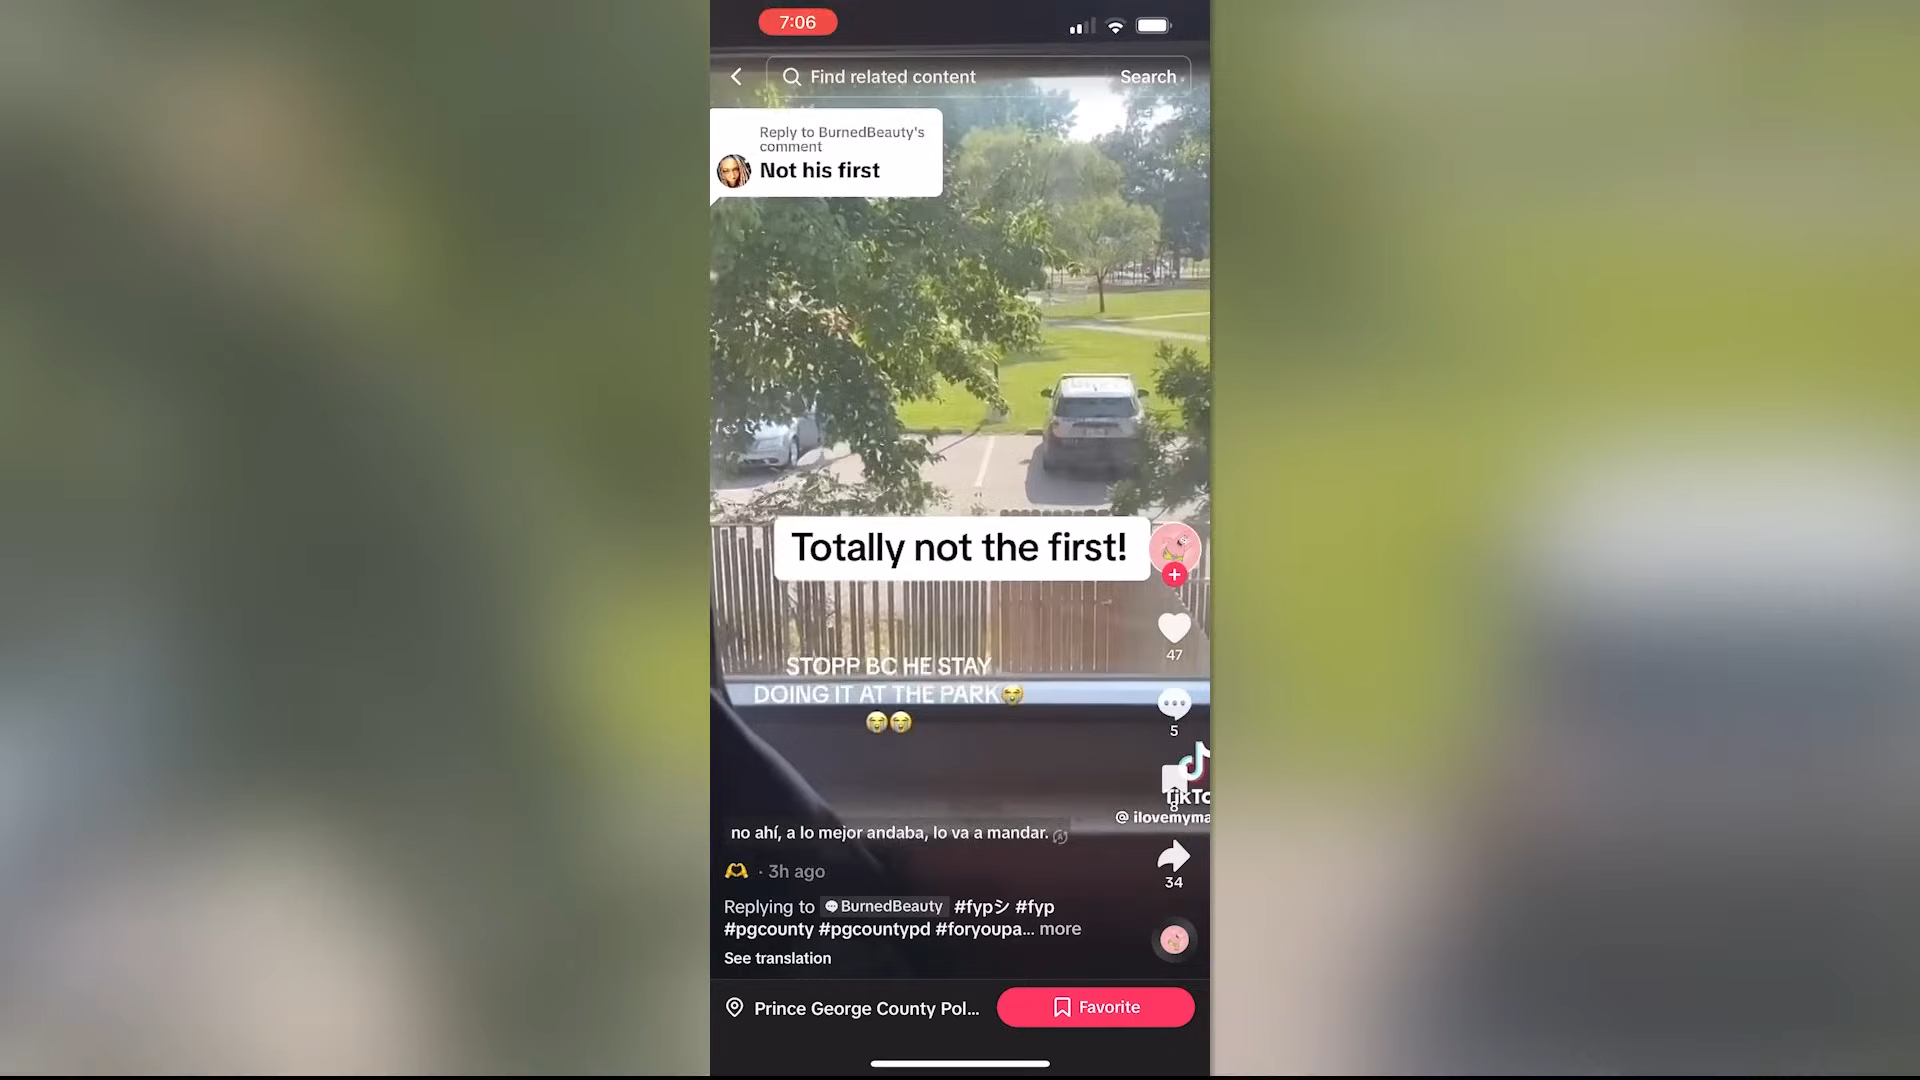 7:06
Find related content
Search
Reply to BurnedBeauty's
comment
Not his first
Totally not the first!
47
STOPP BC HE STAY
DOING IT AT THE PARK😭
😭😭
5
8
TikTo
@ ilovemyma
no ahí, a lo mejor andaba, lo va a mandar.
34
🫶 · 3h ago
Replying to 💬BurnedBeauty #fypシ #fyp
#pgcounty #pgcountypd #foryoupa... more
See translation
Prince George County Pol...
Favorite